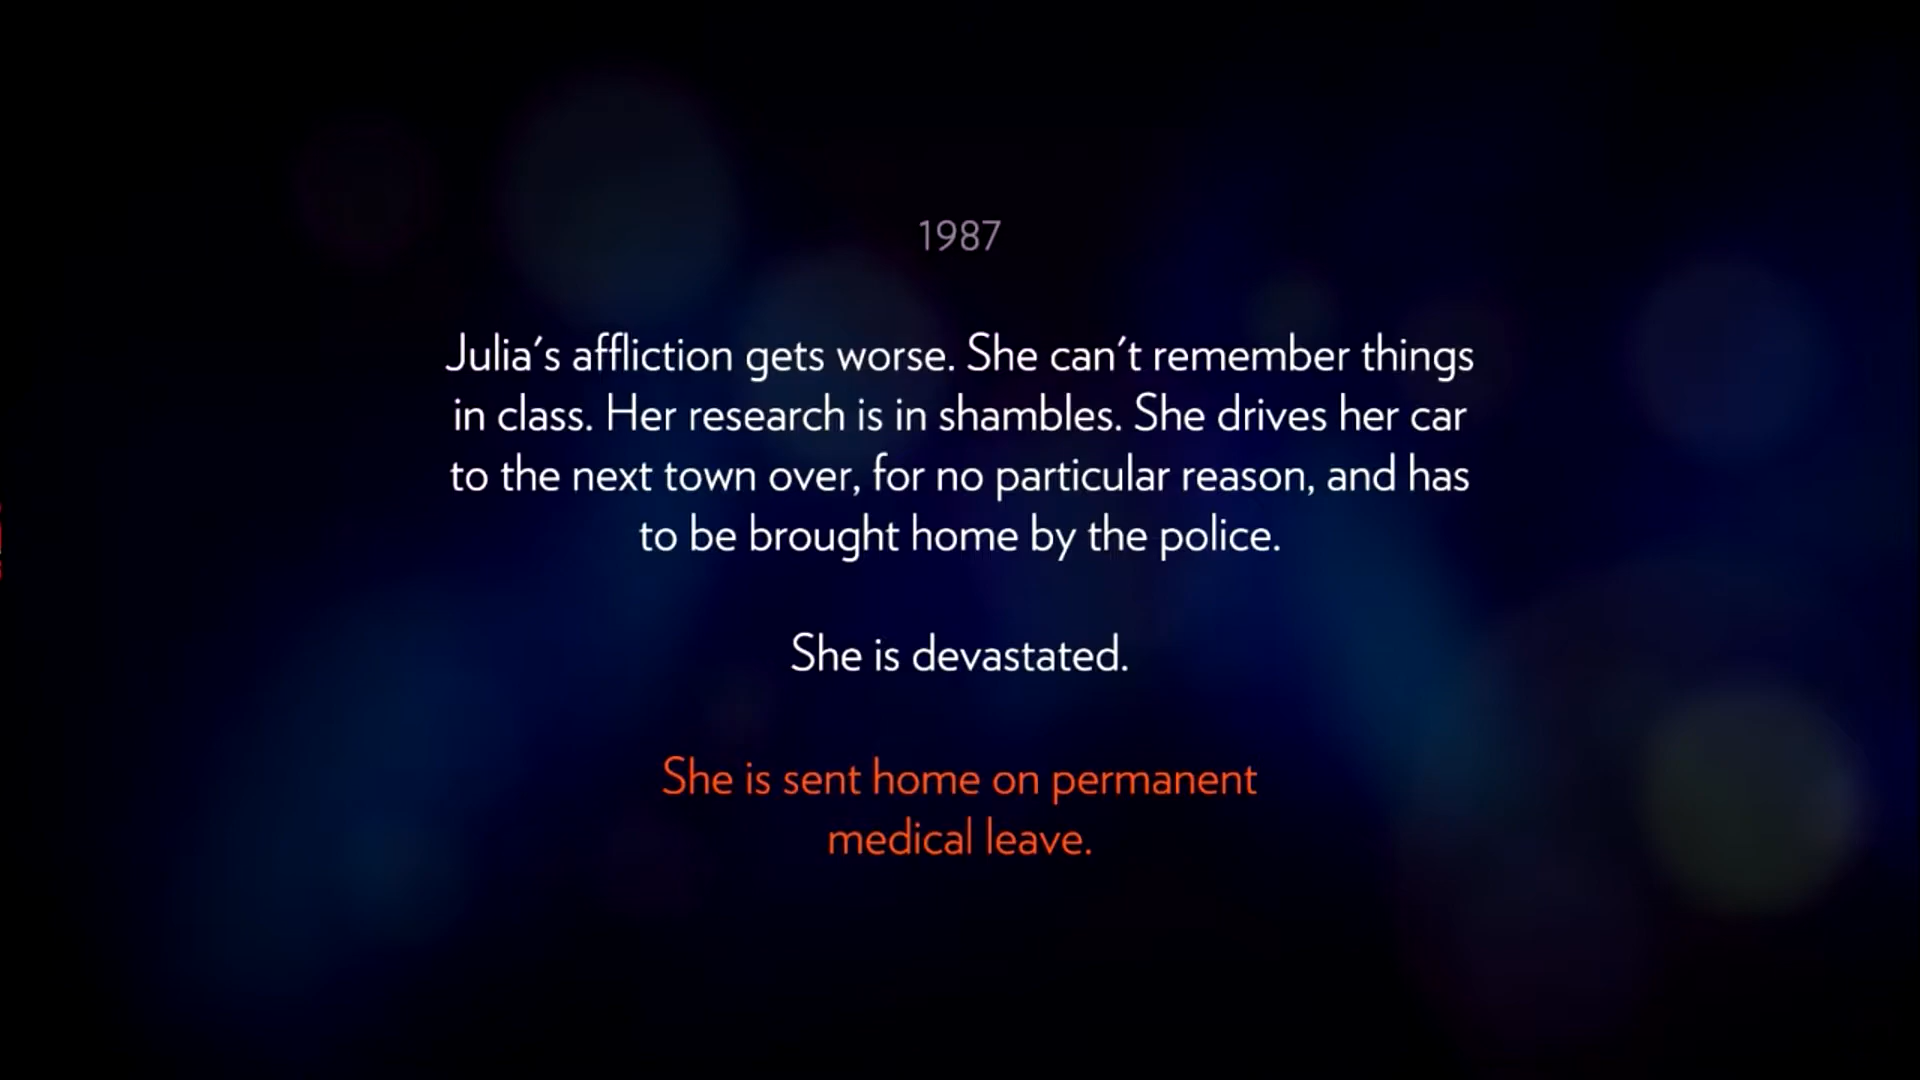 1987
Julia's affliction gets worse. She can't remember things
in class. Her research is in shambles. She drives her car
to the next town over, for no particular reason, and has
to be brought home by the police.
She is devastated.
She is sent home on permanent
medical leave.